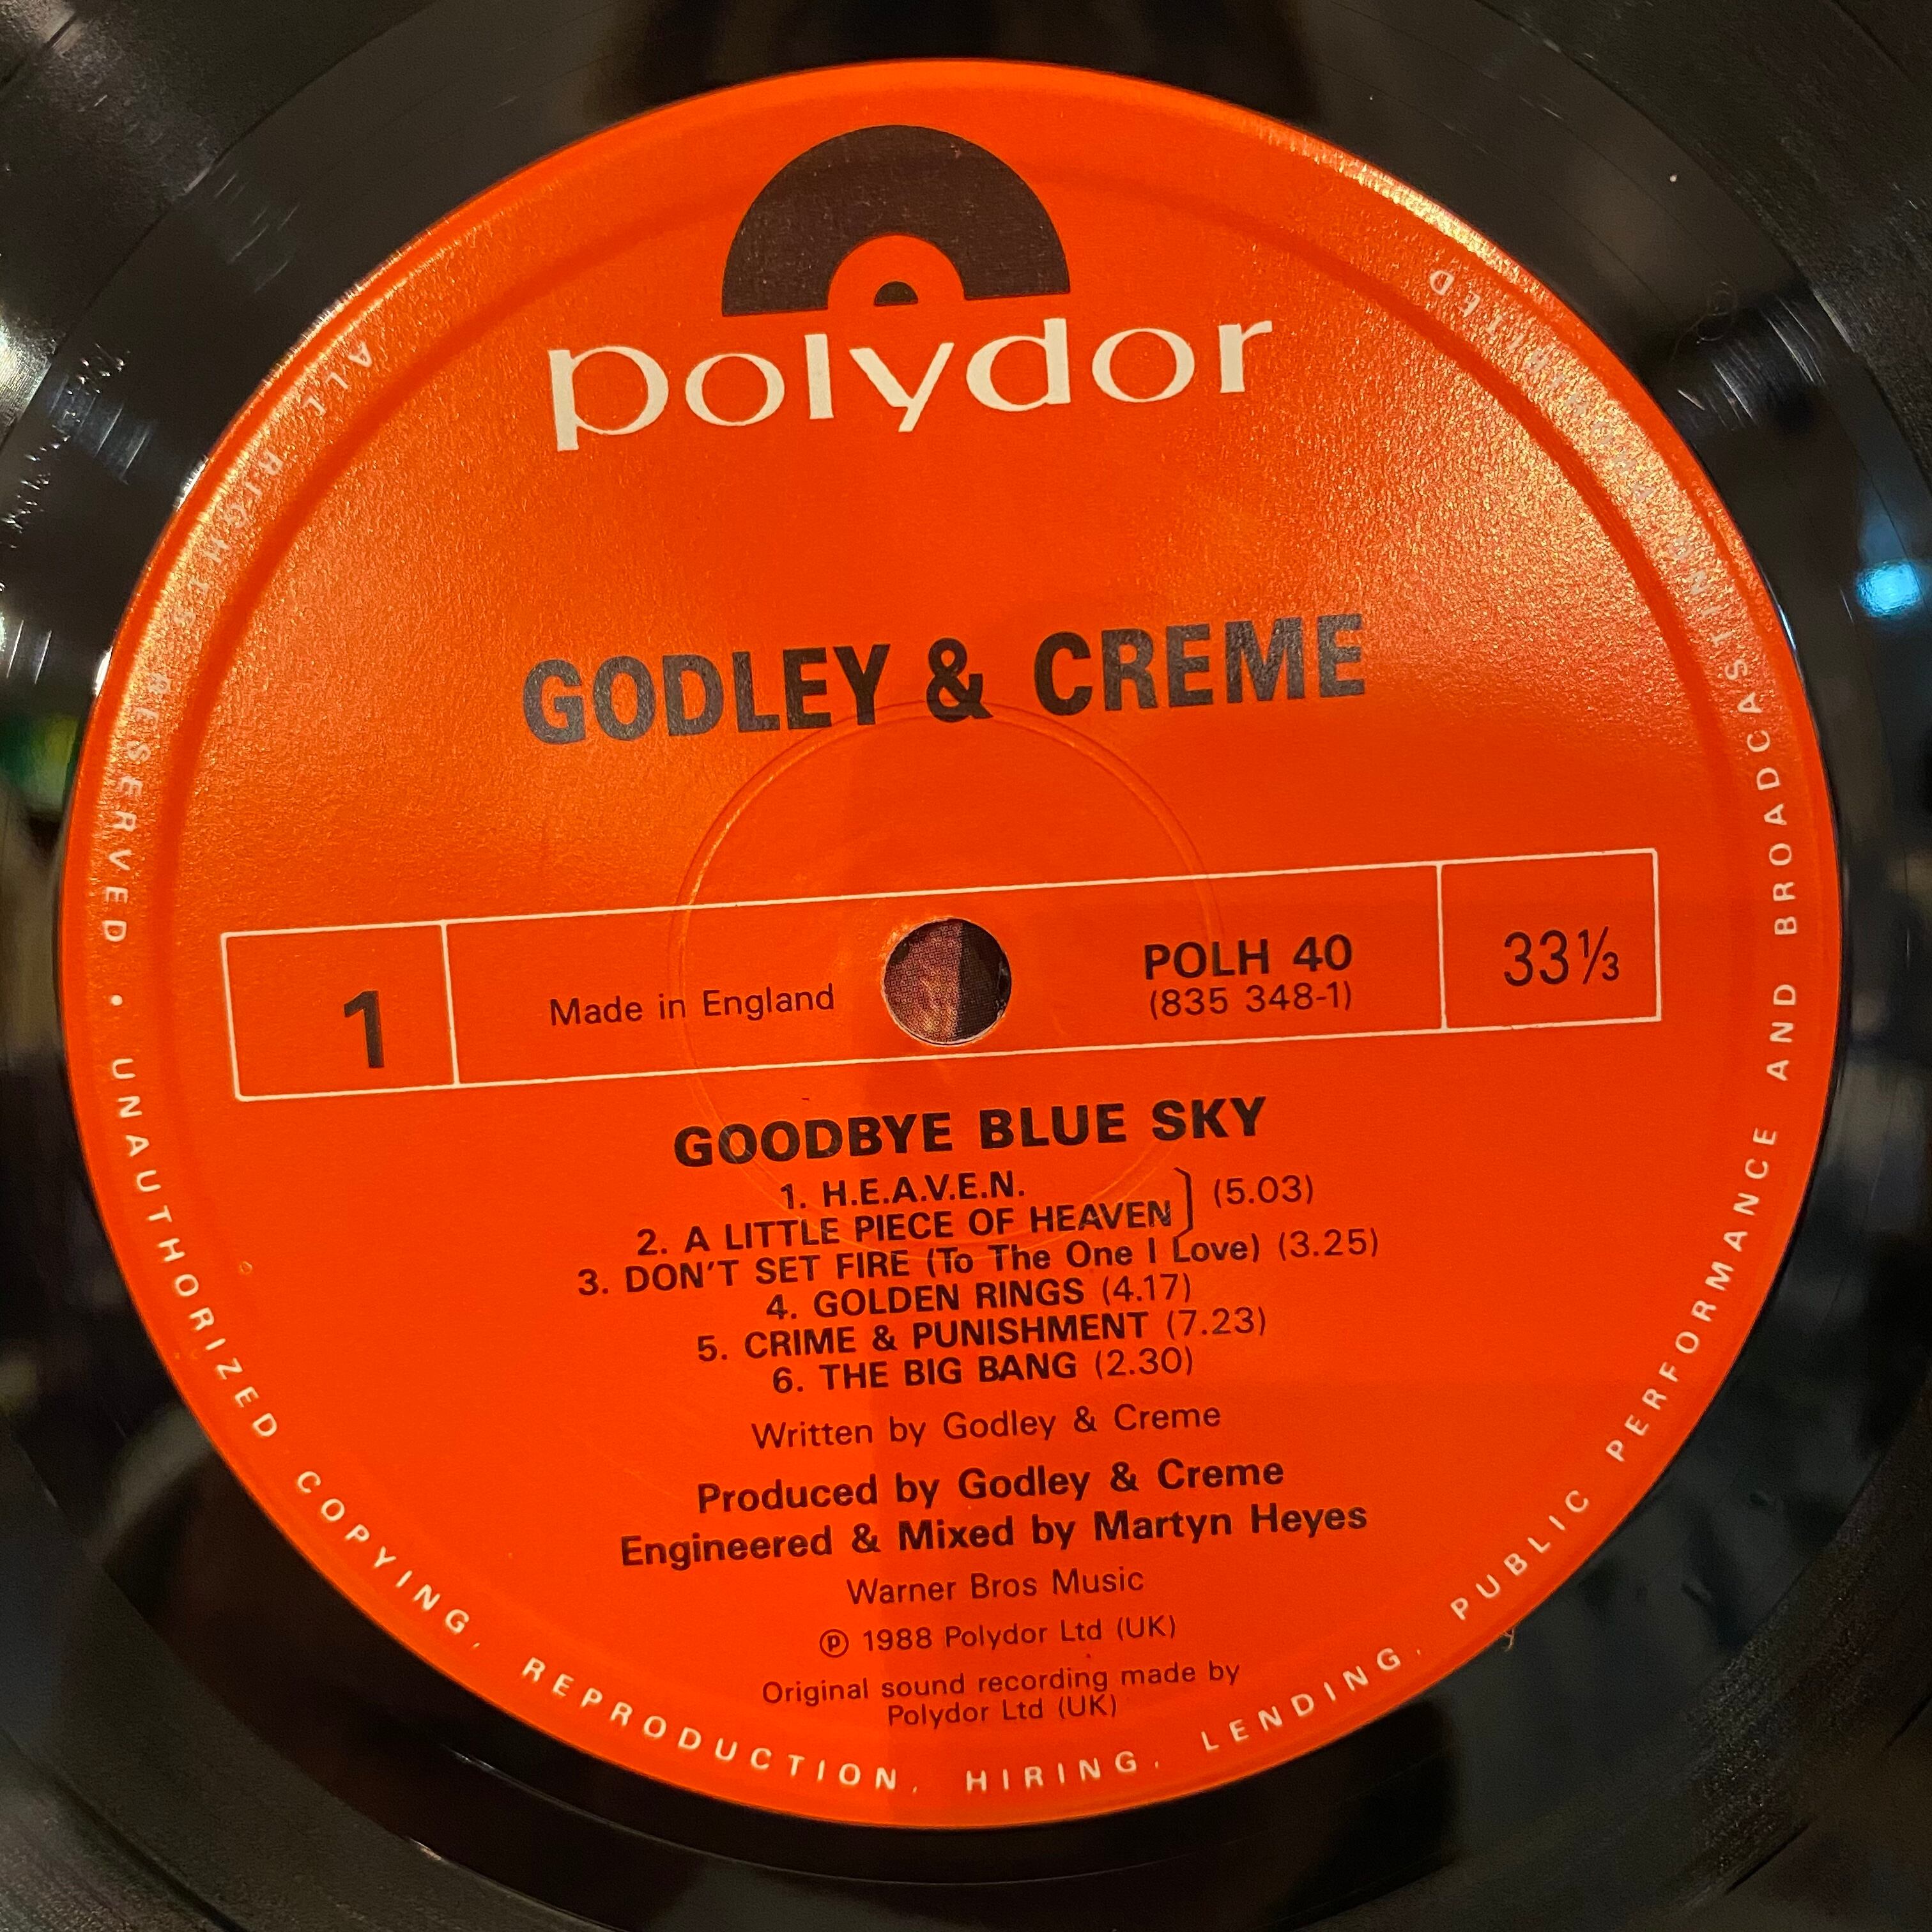 polydor
GODLEY & CREME
1
Made in England
POLH 40
(835 348-1)
33⅓
GOODBYE BLUE SKY
1. H.E.A.V.E.N.
2. A LITTLE PIECE OF HEAVEN] (5.03)
3. DON'T SET FIRE (To The One I Love) (3.25)
4. GOLDEN RINGS (4.17)
5. CRIME & PUNISHMENT (7.23)
6. THE BIG BANG (2.30)
Written by Godley & Creme
Produced by Godley & Creme
Engineered & Mixed by Martyn Heyes
Warner Bros Music
℗ 1988 Polydor Ltd (UK)
Original sound recording made by
Polydor Ltd (UK)
ALL RIGHTS RESERVED • UNAUTHORIZED COPYING, REPRODUCTION, HIRING, LENDING, PUBLIC PERFORMANCE AND BROADCASTING PROHIBITED